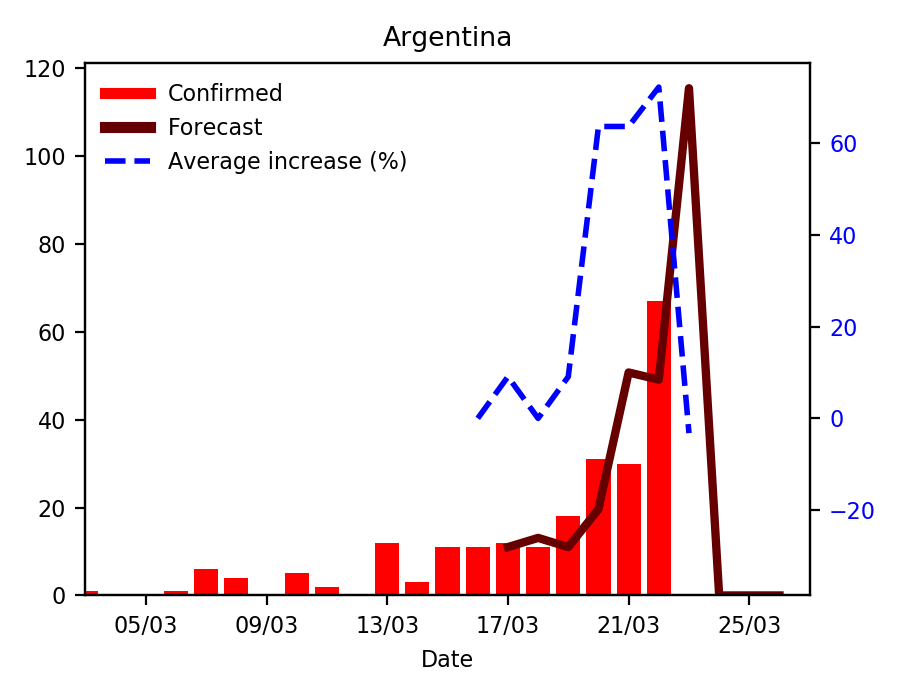 Argentina
Confirmed
Forecast
Average increase (%)
120
100
80
60
40
20
0
60
40
20
0
−20
05/03 09/03 13/03 17/03 21/03 25/03
Date